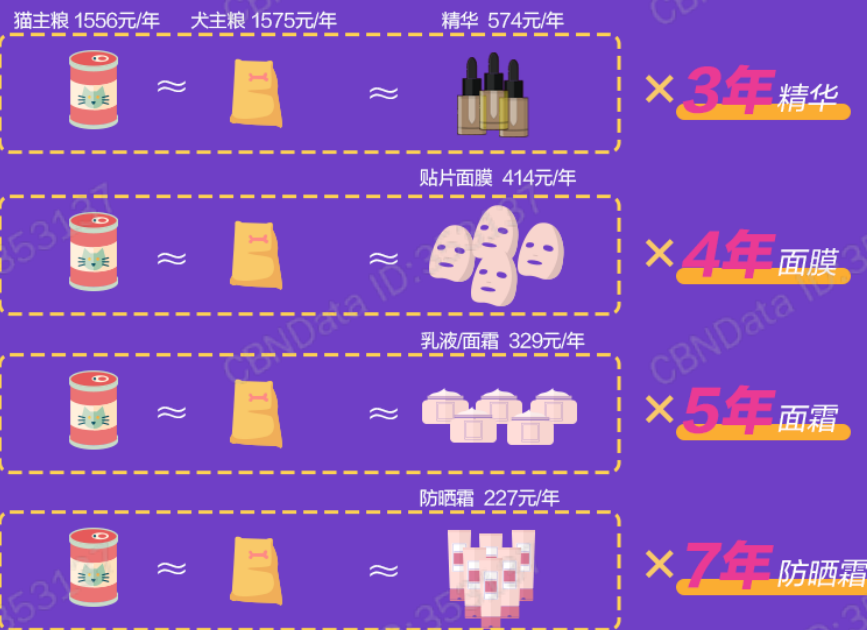 猫主粮 1556元/年 犬主粮 1575元/年 精华 574元/年
×3年精华
贴片面膜 414元/年
×4年面膜
乳液/面霜 329元/年
×5年面霜
防晒霜 227元/年
×7年防晒霜
CBNData ID:353137